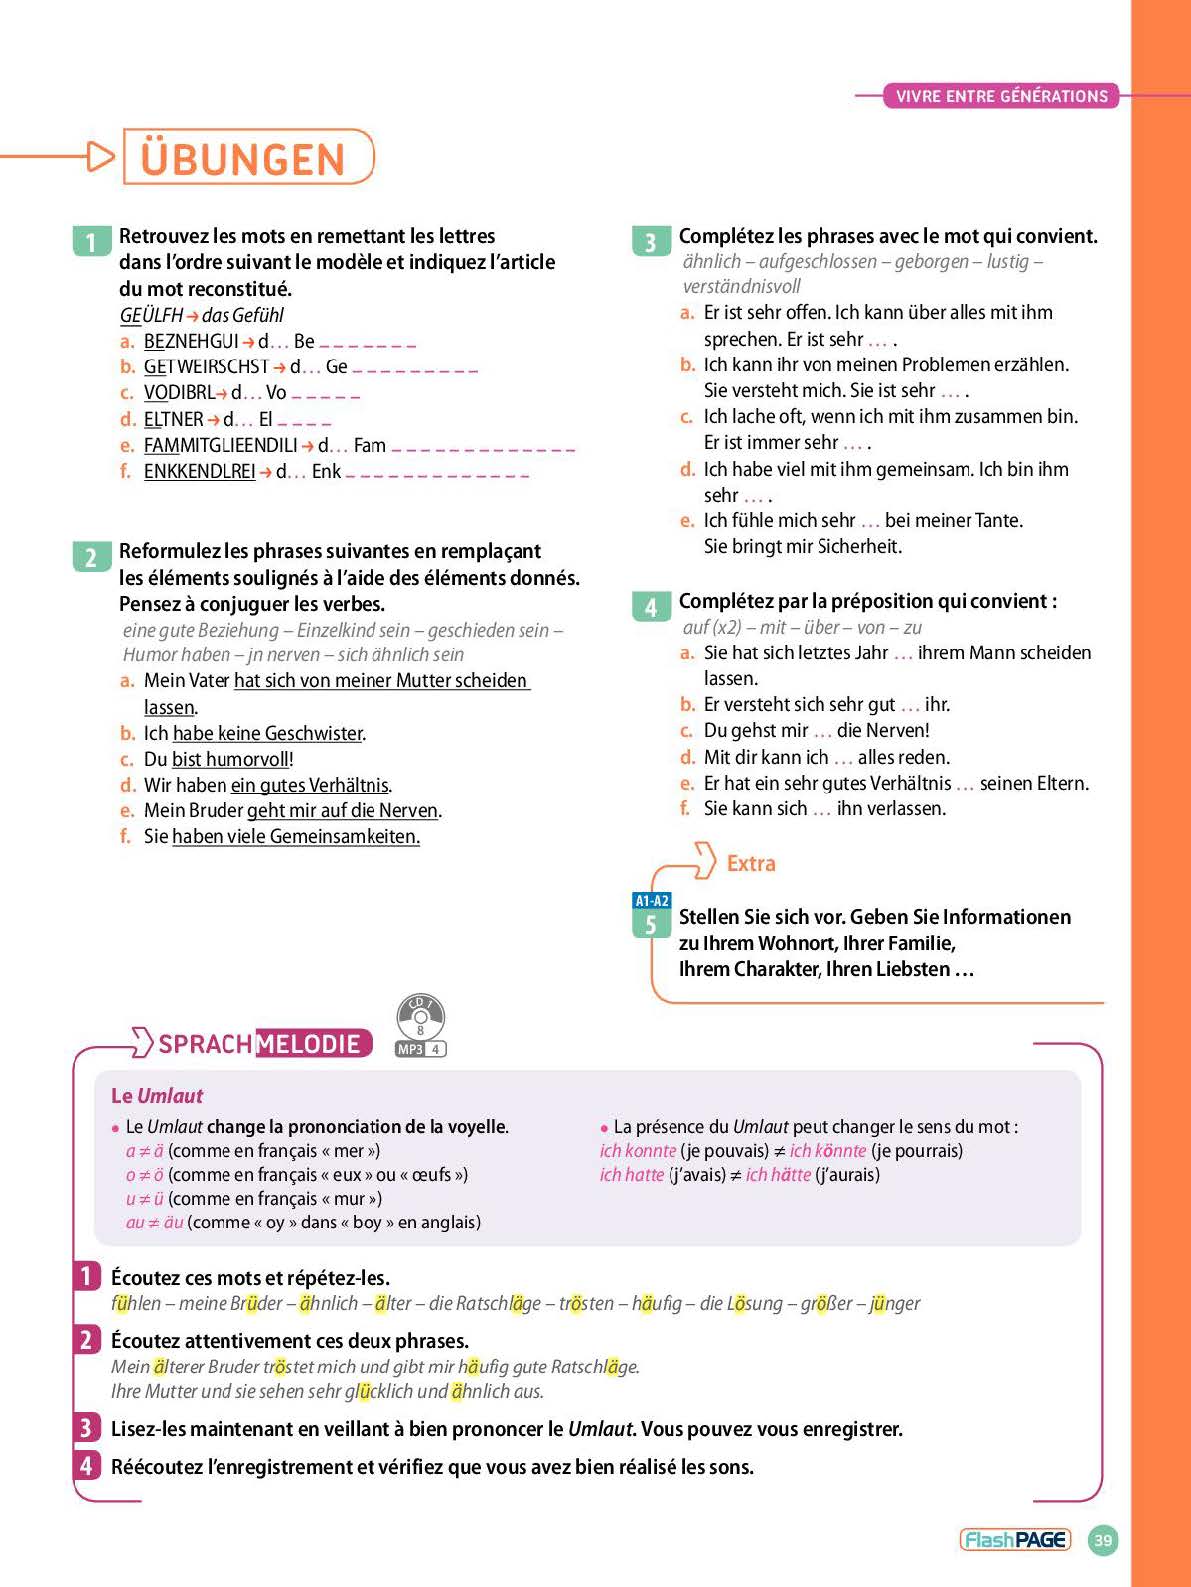 VIVRE ENTRE GÉNÉRATIONS
ÜBUNGEN
1 Retrouvez les mots en remettant les lettres
dans l'ordre suivant le modèle et indiquez l'article
du mot reconstitué.
GEÜLFH → das Gefühl
a. BEZNEHGUI → d… Be _ _ _ _ _ _ _
b. GETWEIRSCHST → d… Ge _ _ _ _ _ _ _ _ _
c. VODIBRL → d… Vo _ _ _ _ _
d. ELTNER → d… El _ _ _ _
e. FAMMITGLIEENDILI → d… Fam _ _ _ _ _ _ _ _ _ _ _ _ _
f. ENKKENDLREI → d… Enk _ _ _ _ _ _ _ _ _ _ _ _ _
2 Reformulez les phrases suivantes en remplaçant
les éléments soulignés à l'aide des éléments donnés.
Pensez à conjuguer les verbes.
eine gute Beziehung – Einzelkind sein – geschieden sein –
Humor haben – jn nerven – sich ähnlich sein
a. Mein Vater hat sich von meiner Mutter scheiden
lassen.
b. Ich habe keine Geschwister.
c. Du bist humorvoll!
d. Wir haben ein gutes Verhältnis.
e. Mein Bruder geht mir auf die Nerven.
f. Sie haben viele Gemeinsamkeiten.
3 Complétez les phrases avec le mot qui convient.
ähnlich – aufgeschlossen – geborgen – lustig –
verständnisvoll
a. Er ist sehr offen. Ich kann über alles mit ihm
sprechen. Er ist sehr … .
b. Ich kann ihr von meinen Problemen erzählen.
Sie versteht mich. Sie ist sehr … .
c. Ich lache oft, wenn ich mit ihm zusammen bin.
Er ist immer sehr … .
d. Ich habe viel mit ihm gemeinsam. Ich bin ihm
sehr … .
e. Ich fühle mich sehr … bei meiner Tante.
Sie bringt mir Sicherheit.
4 Complétez par la préposition qui convient :
auf (x2) – mit – über – von – zu
a. Sie hat sich letztes Jahr … ihrem Mann scheiden
lassen.
b. Er versteht sich sehr gut … ihr.
c. Du gehst mir … die Nerven!
d. Mit dir kann ich … alles reden.
e. Er hat ein sehr gutes Verhältnis … seinen Eltern.
f. Sie kann sich … ihn verlassen.
Extra
A1-A2
5 Stellen Sie sich vor. Geben Sie Informationen
zu Ihrem Wohnort, Ihrer Familie,
Ihrem Charakter, Ihren Liebsten …
SPRACHMELODIE
CD 1
8
MP3 4
Le Umlaut
• Le Umlaut change la prononciation de la voyelle.
a ≠ ä (comme en français « mer »)
o ≠ ö (comme en français « eux » ou « œufs »)
u ≠ ü (comme en français « mur »)
au ≠ äu (comme « oy » dans « boy » en anglais)
• La présence du Umlaut peut changer le sens du mot :
ich konnte (je pouvais) ≠ ich könnte (je pourrais)
ich hatte (j'avais) ≠ ich hätte (j'aurais)
1 Écoutez ces mots et répétez-les.
fühlen – meine Brüder – ähnlich – älter – die Ratschläge – trösten – häufig – die Lösung – größer – jünger
2 Écoutez attentivement ces deux phrases.
Mein älterer Bruder tröstet mich und gibt mir häufig gute Ratschläge.
Ihre Mutter und sie sehen sehr glücklich und ähnlich aus.
3 Lisez-les maintenant en veillant à bien prononcer le Umlaut. Vous pouvez vous enregistrer.
4 Réécoutez l'enregistrement et vérifiez que vous avez bien réalisé les sons.
FlashPAGE 39